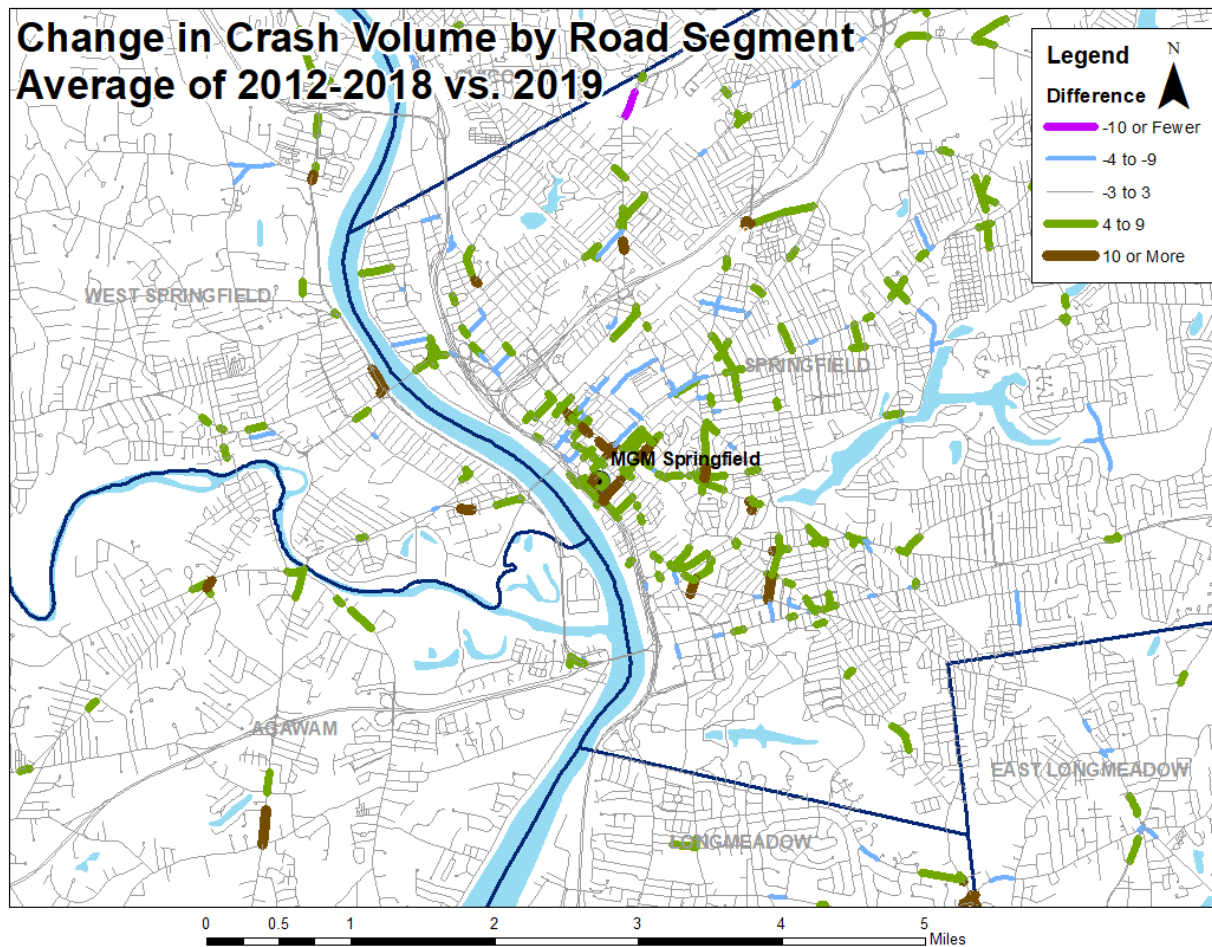 Change in Crash Volume by Road Segment
Average of 2012-2018 vs. 2019
Legend
N
Difference
-10 or Fewer
-4 to -9
-3 to 3
4 to 9
10 or More
WEST SPRINGFIELD
SPRINGFIELD
MGM Springfield
AGAWAM
EAST LONGMEADOW
LONGMEADOW
0 0.5 1 2 3 4 5
Miles